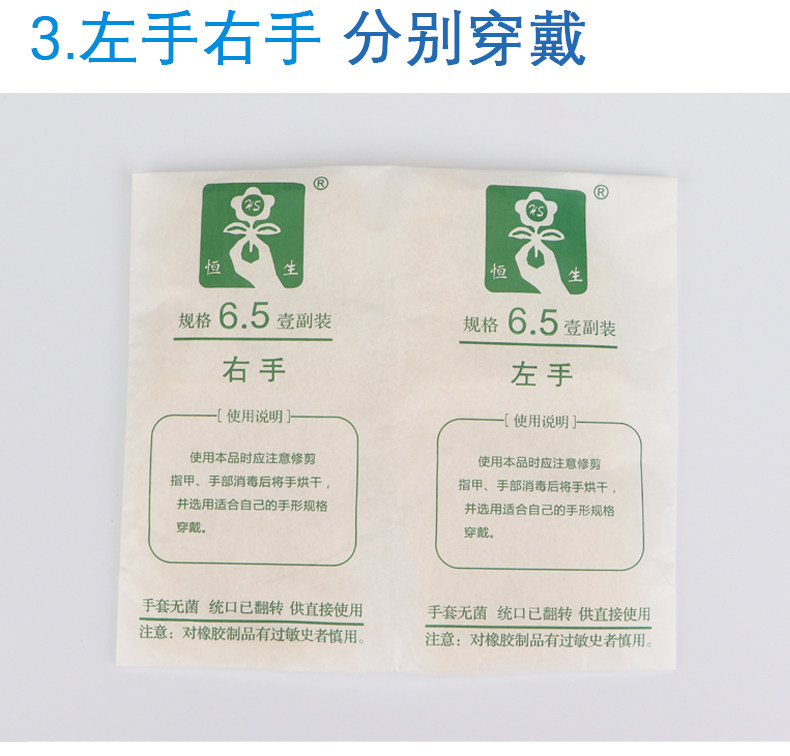 3.左手右手 分别穿戴
HS
恒 生
®
规格 6.5 壹副装
右手
[使用说明]
使用本品时应注意修剪
指甲、手部消毒后将手烘干，
并选用适合自己的手形规格
穿戴。
手套无菌 统口已翻转 供直接使用
注意：对橡胶制品有过敏史者慎用。
HS
恒 生
®
规格 6.5 壹副装
左手
[使用说明]
使用本品时应注意修剪
指甲、手部消毒后将手烘干，
并选用适合自己的手形规格
穿戴。
手套无菌 统口已翻转 供直接使用
注意：对橡胶制品有过敏史者慎用。